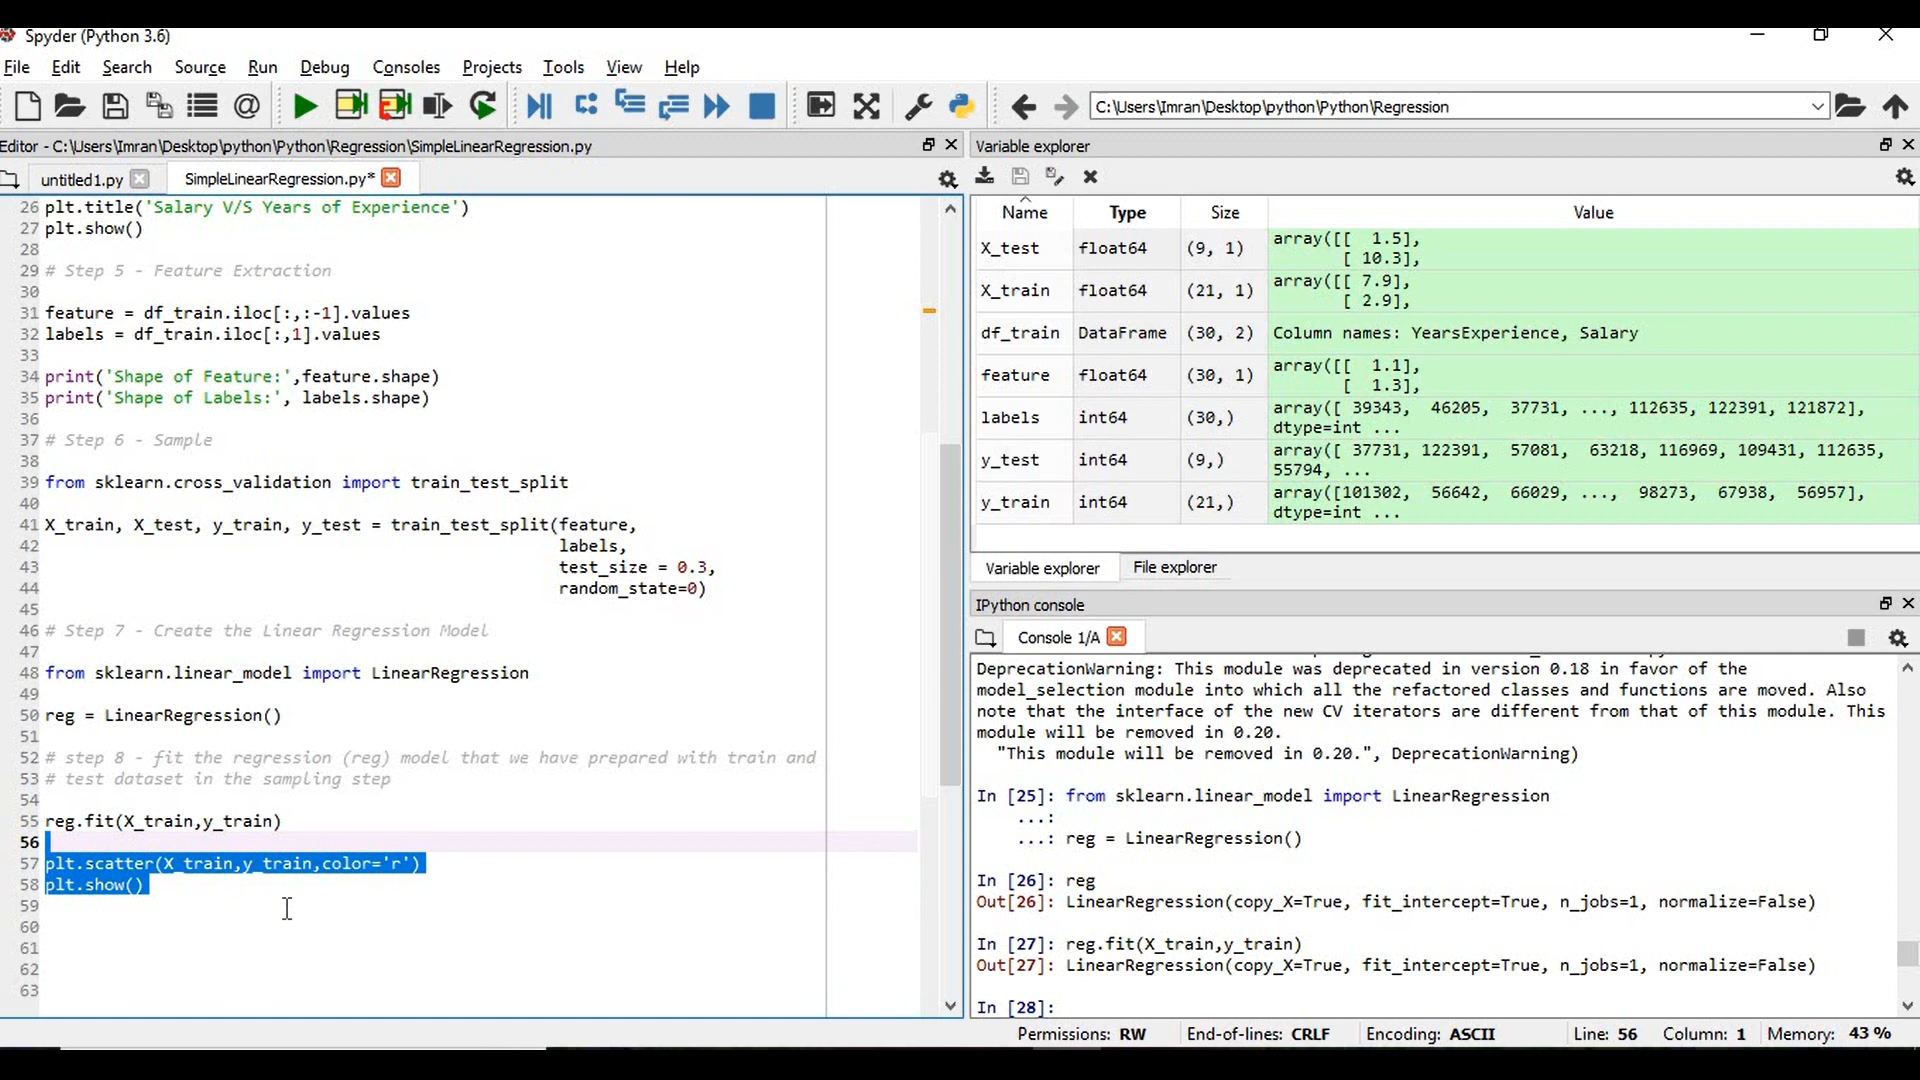 Spyder (Python 3.6)
File Edit Search Source Run Debug Consoles Projects Tools View Help
C:\Users\Imran\Desktop\python\Python\Regression
Editor - C:\Users\Imran\Desktop\python\Python\Regression\SimpleLinearRegression.py
untitled1.py SimpleLinearRegression.py*
26 plt.title('Salary V/S Years of Experience')
27 plt.show()
28
29 # Step 5 - Feature Extraction
30
31 feature = df_train.iloc[:,:-1].values
32 labels = df_train.iloc[:,1].values
33
34 print('Shape of Feature:',feature.shape)
35 print('Shape of Labels:', labels.shape)
36
37 # Step 6 - Sample
38
39 from sklearn.cross_validation import train_test_split
40
41 X_train, X_test, y_train, y_test = train_test_split(feature,
42 labels,
43 test_size = 0.3,
44 random_state=0)
45
46 # Step 7 - Create the Linear Regression Model
47
48 from sklearn.linear_model import LinearRegression
49
50 reg = LinearRegression()
51
52 # step 8 - fit the regression (reg) model that we have prepared with train and
53 # test dataset in the sampling step
54
55 reg.fit(X_train,y_train)
56
57 plt.scatter(X_train,y_train,color='r')
58 plt.show()
59
60
61
62
63
Variable explorer
Name Type Size Value
X_test float64 (9, 1) array([[ 1.5],
[ 10.3],
X_train float64 (21, 1) array([[ 7.9],
[ 2.9],
df_train DataFrame (30, 2) Column names: YearsExperience, Salary
feature float64 (30, 1) array([[ 1.1],
[ 1.3],
labels int64 (30,) array([ 39343, 46205, 37731, ..., 112635, 122391, 121872],
dtype=int ...
y_test int64 (9,) array([ 37731, 122391, 57081, 63218, 116969, 109431, 112635,
55794, ...
y_train int64 (21,) array([101302, 56642, 66029, ..., 98273, 67938, 56957],
dtype=int ...
Variable explorer File explorer
IPython console
Console 1/A
DeprecationWarning: This module was deprecated in version 0.18 in favor of the
model_selection module into which all the refactored classes and functions are moved. Also
note that the interface of the new CV iterators are different from that of this module. This
module will be removed in 0.20.
"This module will be removed in 0.20.", DeprecationWarning)
In [25]: from sklearn.linear_model import LinearRegression
...:
...: reg = LinearRegression()
In [26]: reg
Out[26]: LinearRegression(copy_X=True, fit_intercept=True, n_jobs=1, normalize=False)
In [27]: reg.fit(X_train,y_train)
Out[27]: LinearRegression(copy_X=True, fit_intercept=True, n_jobs=1, normalize=False)
In [28]:
Permissions: RW End-of-lines: CRLF Encoding: ASCII Line: 56 Column: 1 Memory: 43 %